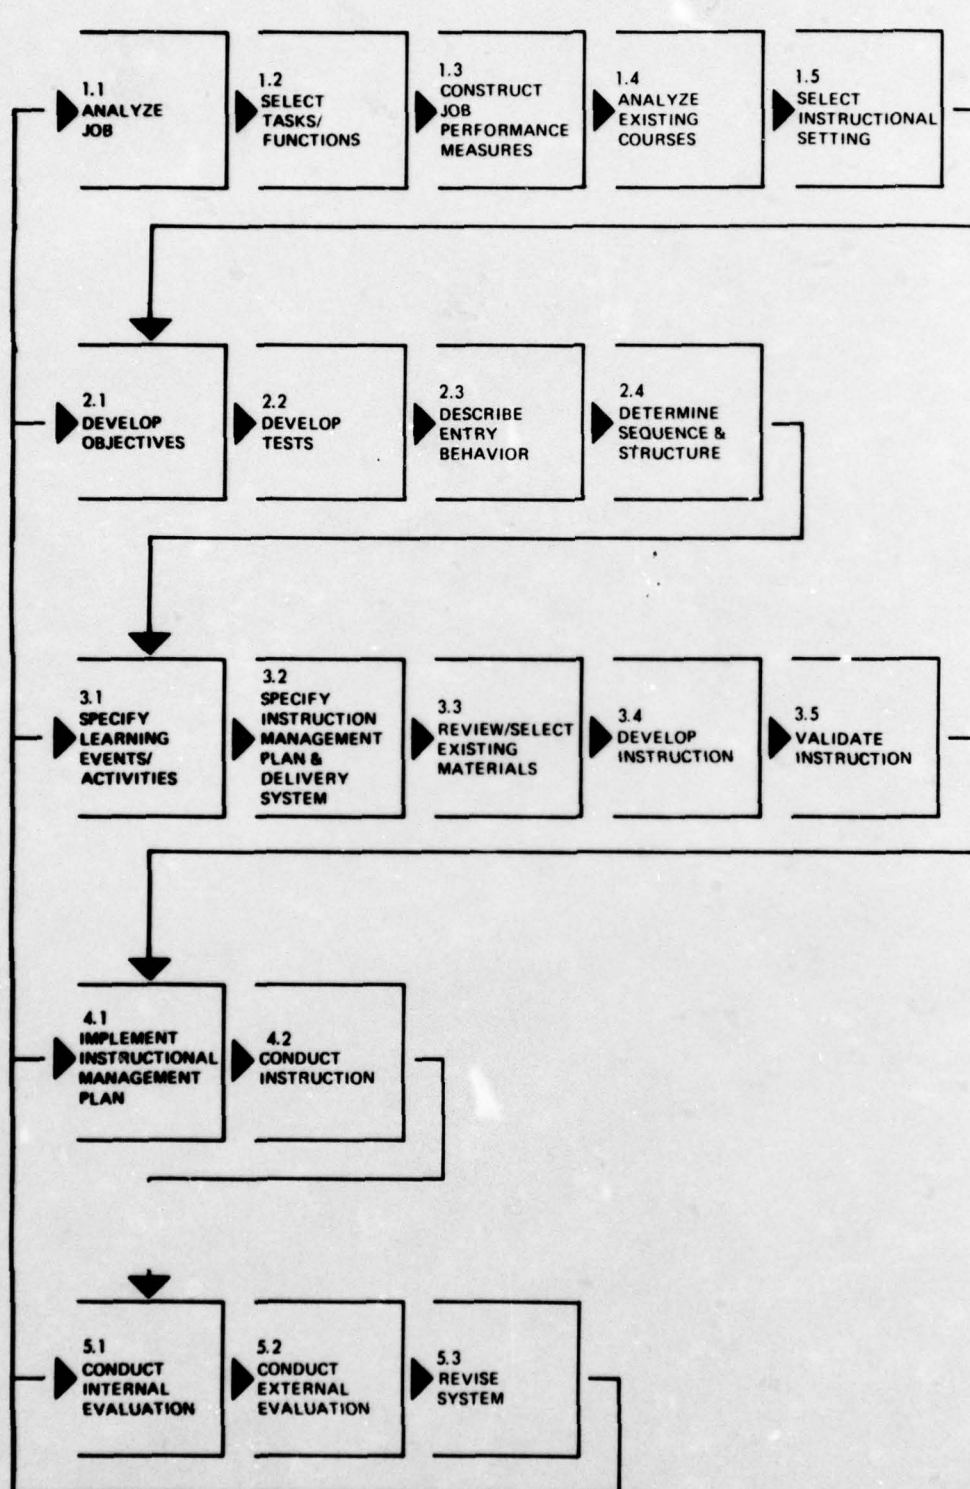 1.1
ANALYZE
JOB
1.2
SELECT
TASKS/
FUNCTIONS
1.3
CONSTRUCT
JOB
PERFORMANCE
MEASURES
1.4
ANALYZE
EXISTING
COURSES
1.5
SELECT
INSTRUCTIONAL
SETTING
2.1
DEVELOP
OBJECTIVES
2.2
DEVELOP
TESTS
2.3
DESCRIBE
ENTRY
BEHAVIOR
2.4
DETERMINE
SEQUENCE &
STRUCTURE
3.1
SPECIFY
LEARNING
EVENTS/
ACTIVITIES
3.2
SPECIFY
INSTRUCTION
MANAGEMENT
PLAN &
DELIVERY
SYSTEM
3.3
REVIEW/SELECT
EXISTING
MATERIALS
3.4
DEVELOP
INSTRUCTION
3.5
VALIDATE
INSTRUCTION
4.1
IMPLEMENT
INSTRUCTIONAL
MANAGEMENT
PLAN
4.2
CONDUCT
INSTRUCTION
5.1
CONDUCT
INTERNAL
EVALUATION
5.2
CONDUCT
EXTERNAL
EVALUATION
5.3
REVISE
SYSTEM